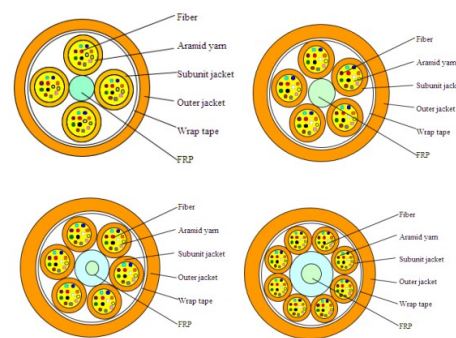 Fiber
Aramid yarn
Subunit jacket
Outer jacket
Wrap tape
FRP
Fiber
Aramid yarn
Subunit jacket
Outer jacket
Wrap tape
FRP
Fiber
Aramid yarn
Subunit jacket
Outer jacket
Wrap tape
FRP
Fiber
Aramid yarn
Subunit jacket
Outer jacket
Wrap tape
FRP